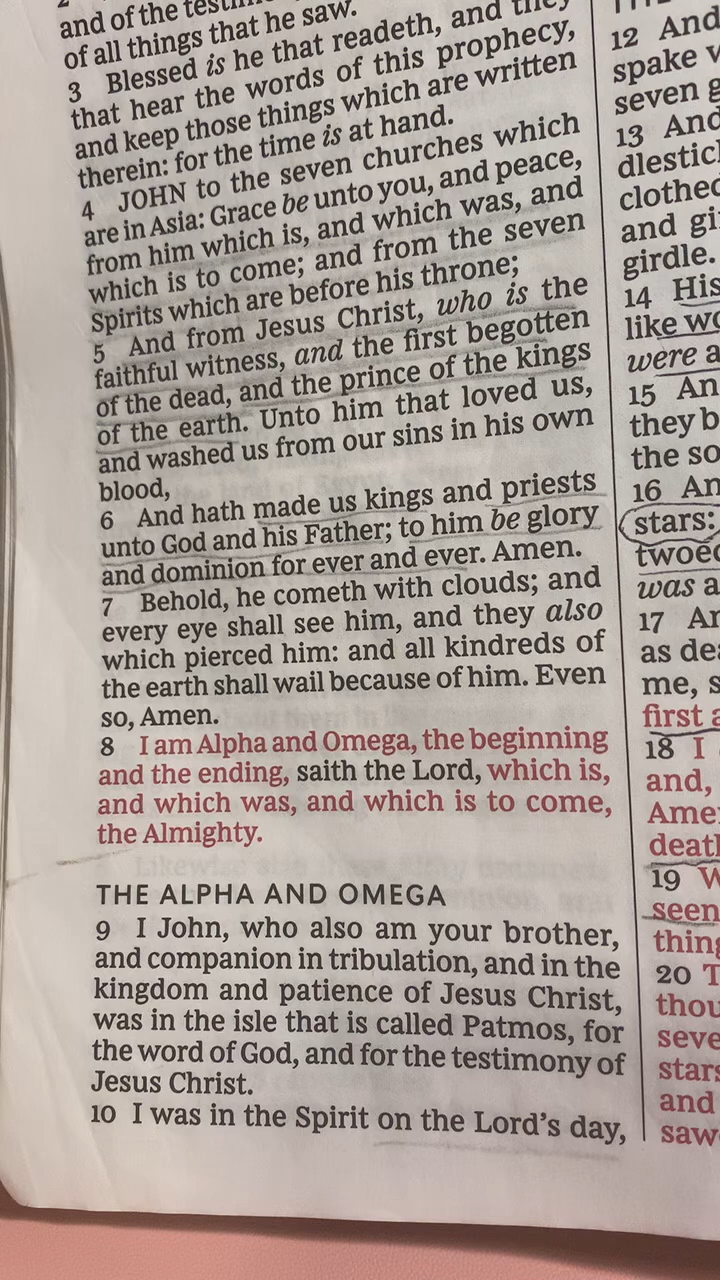 and of the
of all things that he saw.
3 Blessed is he that readeth, and they
that hear the words of this prophecy,
and keep those things which are written
therein: for the time is at hand.
4 JOHN to the seven churches which
are in Asia: Grace be unto you, and peace,
from him which is, and which was, and
which is to come; and from the seven
Spirits which are before his throne;
5 And from Jesus Christ, who is the
faithful witness, and the first begotten
of the dead, and the prince of the kings
of the earth. Unto him that loved us,
and washed us from our sins in his own
blood,
6 And hath made us kings and priests
unto God and his Father; to him be glory
and dominion for ever and ever. Amen.
7 Behold, he cometh with clouds; and
every eye shall see him, and they also
which pierced him: and all kindreds of
the earth shall wail because of him. Even
so, Amen.
8 I am Alpha and Omega, the beginning
and the ending, saith the Lord, which is,
and which was, and which is to come,
the Almighty.
THE ALPHA AND OMEGA
9 I John, who also am your brother,
and companion in tribulation, and in the
kingdom and patience of Jesus Christ,
was in the isle that is called Patmos, for
the word of God, and for the testimony of
Jesus Christ.
10 I was in the Spirit on the Lord's day,
12 And
spake
seven
13 And
dlestic
clothed
and gi
girdle.
14 His
like wo
were a
15 An
they b
the so
16 An
stars:
twoed
was a
17 An
as de
me, s
first a
18 I
and,
Amen
death
19 W
seen
thing
20 T
thou
seve
stars
and
saw